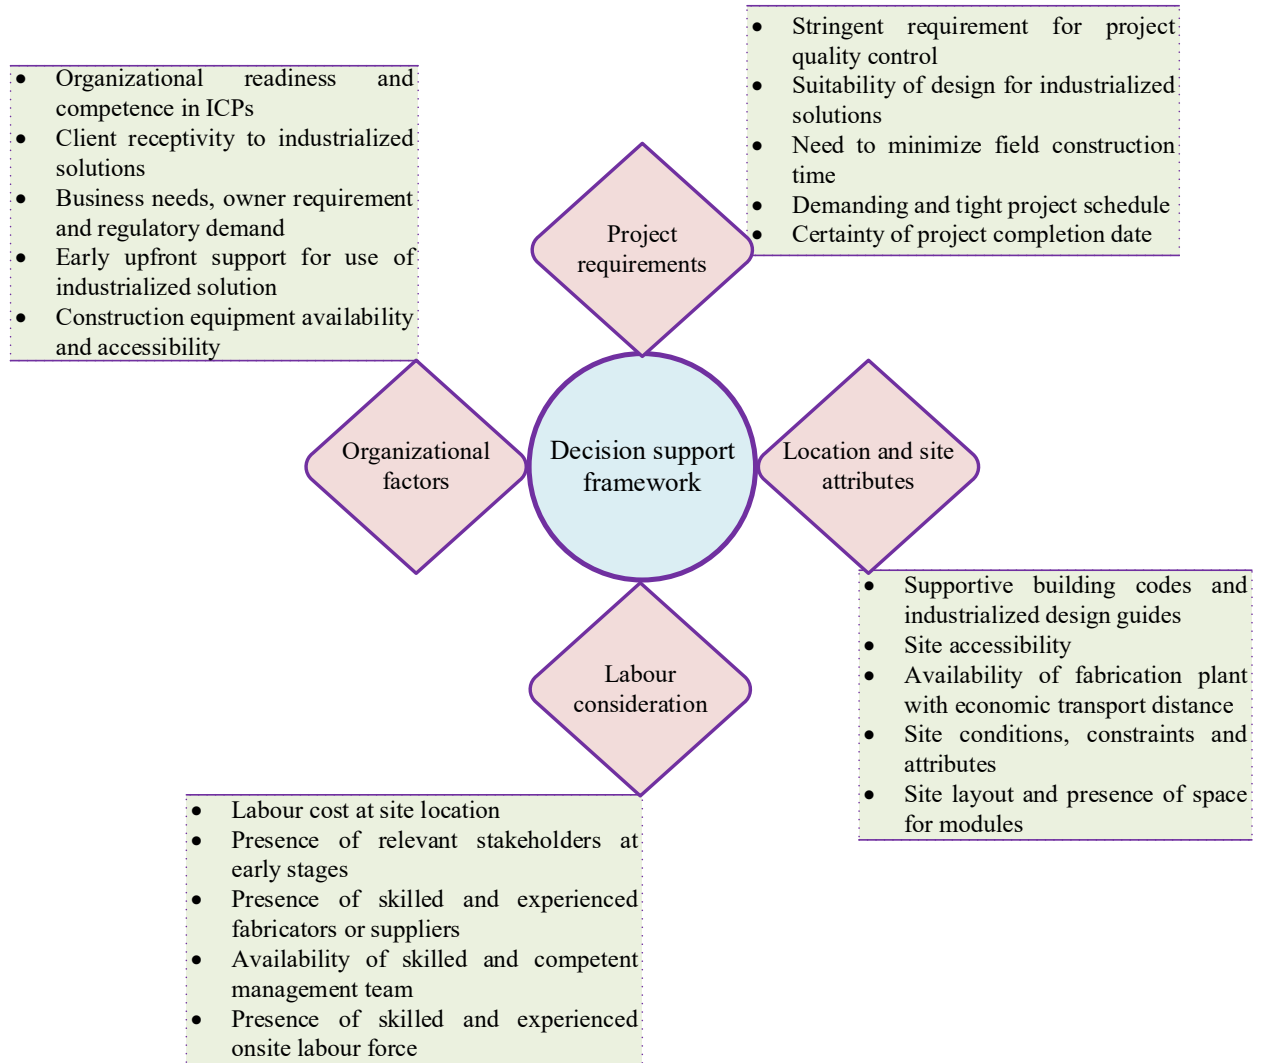 • Stringent requirement for project
quality control
• Suitability of design for industrialized
solutions
• Need to minimize field construction
time
• Demanding and tight project schedule
• Certainty of project completion date
• Organizational readiness and
competence in ICPs
• Client receptivity to industrialized
solutions
• Business needs, owner requirement
and regulatory demand
• Early upfront support for use of
industrialized solution
• Construction equipment availability
and accessibility
Project
requirements
Organizational
factors
Decision support
framework
Location and site
attributes
Labour
consideration
• Supportive building codes and
industrialized design guides
• Site accessibility
• Availability of fabrication plant
with economic transport distance
• Site conditions, constraints and
attributes
• Site layout and presence of space
for modules
• Labour cost at site location
• Presence of relevant stakeholders at
early stages
• Presence of skilled and experienced
fabricators or suppliers
• Availability of skilled and competent
management team
• Presence of skilled and experienced
onsite labour force